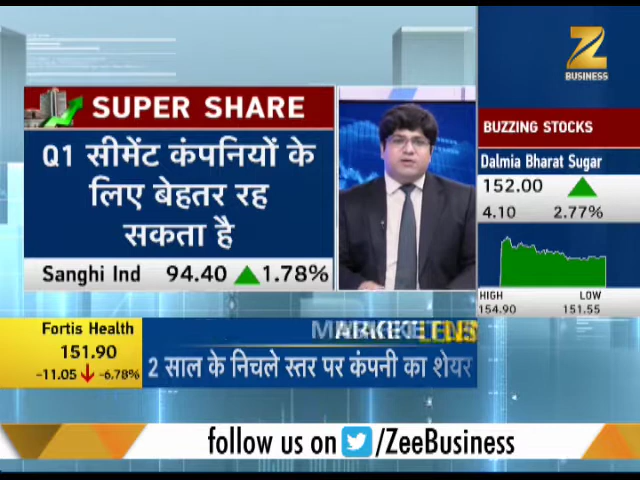 Z
BUSINESS
SUPER SHARE
Q1 सीमेंट कंपनियों के
लिए बेहतर रह
सकता है
Sanghi Ind 94.40 1.78%
BUZZING STOCKS
Dalmia Bharat Sugar
152.00
4.10 2.77%
HIGH LOW
154.90 151.55
Fortis Health
151.90
-11.05 -6.78%
LENS
2 साल के निचले स्तर पर कंपनी का शेयर
follow us on /ZeeBusiness